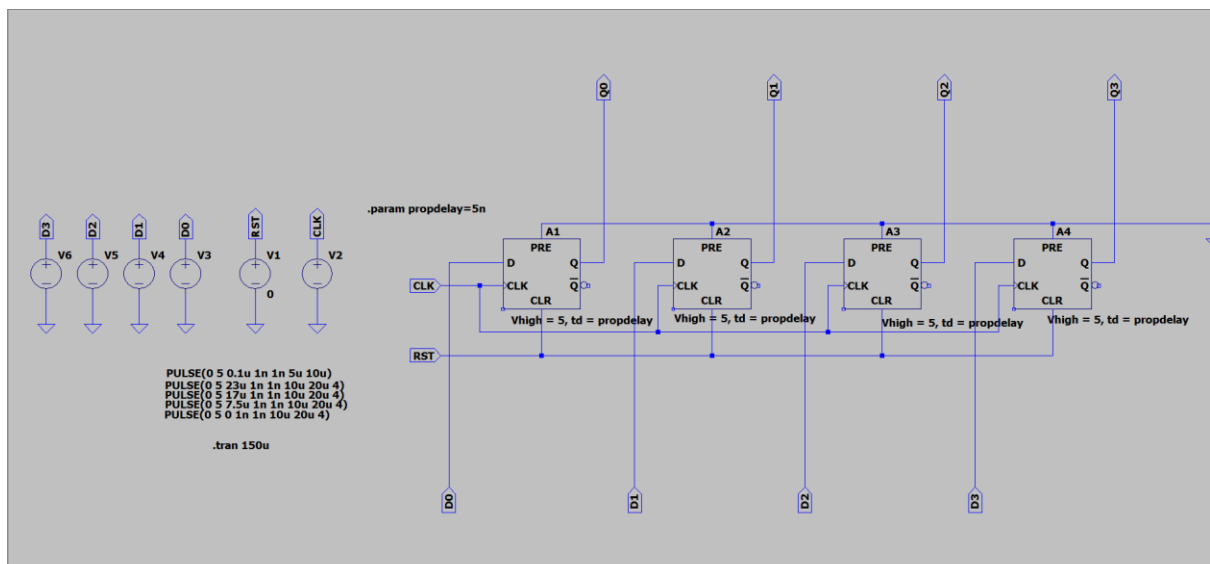 Q0 Q1 Q2 Q3
D3 D2 D1 D0 RST CLK
.param propdelay=5n
V6 V5 V4 V3 V1 V2
0
A1 A2 A3 A4
PRE PRE PRE PRE
D Q D Q D Q D Q
CLK
CLK Q CLK Q CLK Q CLK Q
CLR CLR CLR CLR
Vhigh = 5, td = propdelay Vhigh = 5, td = propdelay Vhigh = 5, td = propdelay Vhigh = 5, td = propdelay
RST
PULSE(0 5 0.1u 1n 1n 5u 10u)
PULSE(0 5 23u 1n 1n 10u 20u 4)
PULSE(0 5 17u 1n 1n 10u 20u 4)
PULSE(0 5 7.5u 1n 1n 10u 20u 4)
PULSE(0 5 0 1n 1n 10u 20u 4)
.tran 150u
D0 D1 D2 D3